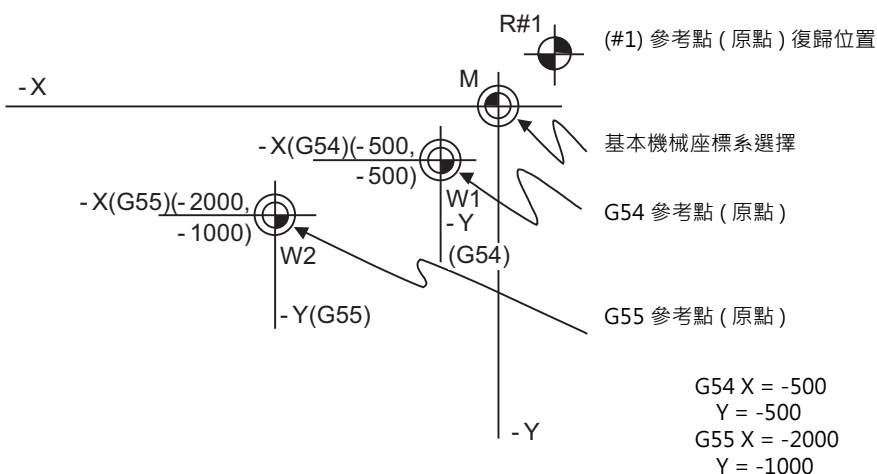 R#1
(#1) 參考點 ( 原點 ) 復歸位置
-X
M
基本機械座標系選擇
-X(G54)(-500,
-500)
W1
-Y
(G54)
G54 參考點 ( 原點 )
-X(G55)(-2000,
-1000)
W2
-Y(G55)
G55 參考點 ( 原點 )
-Y
G54 X = -500
Y = -500
G55 X = -2000
Y = -1000